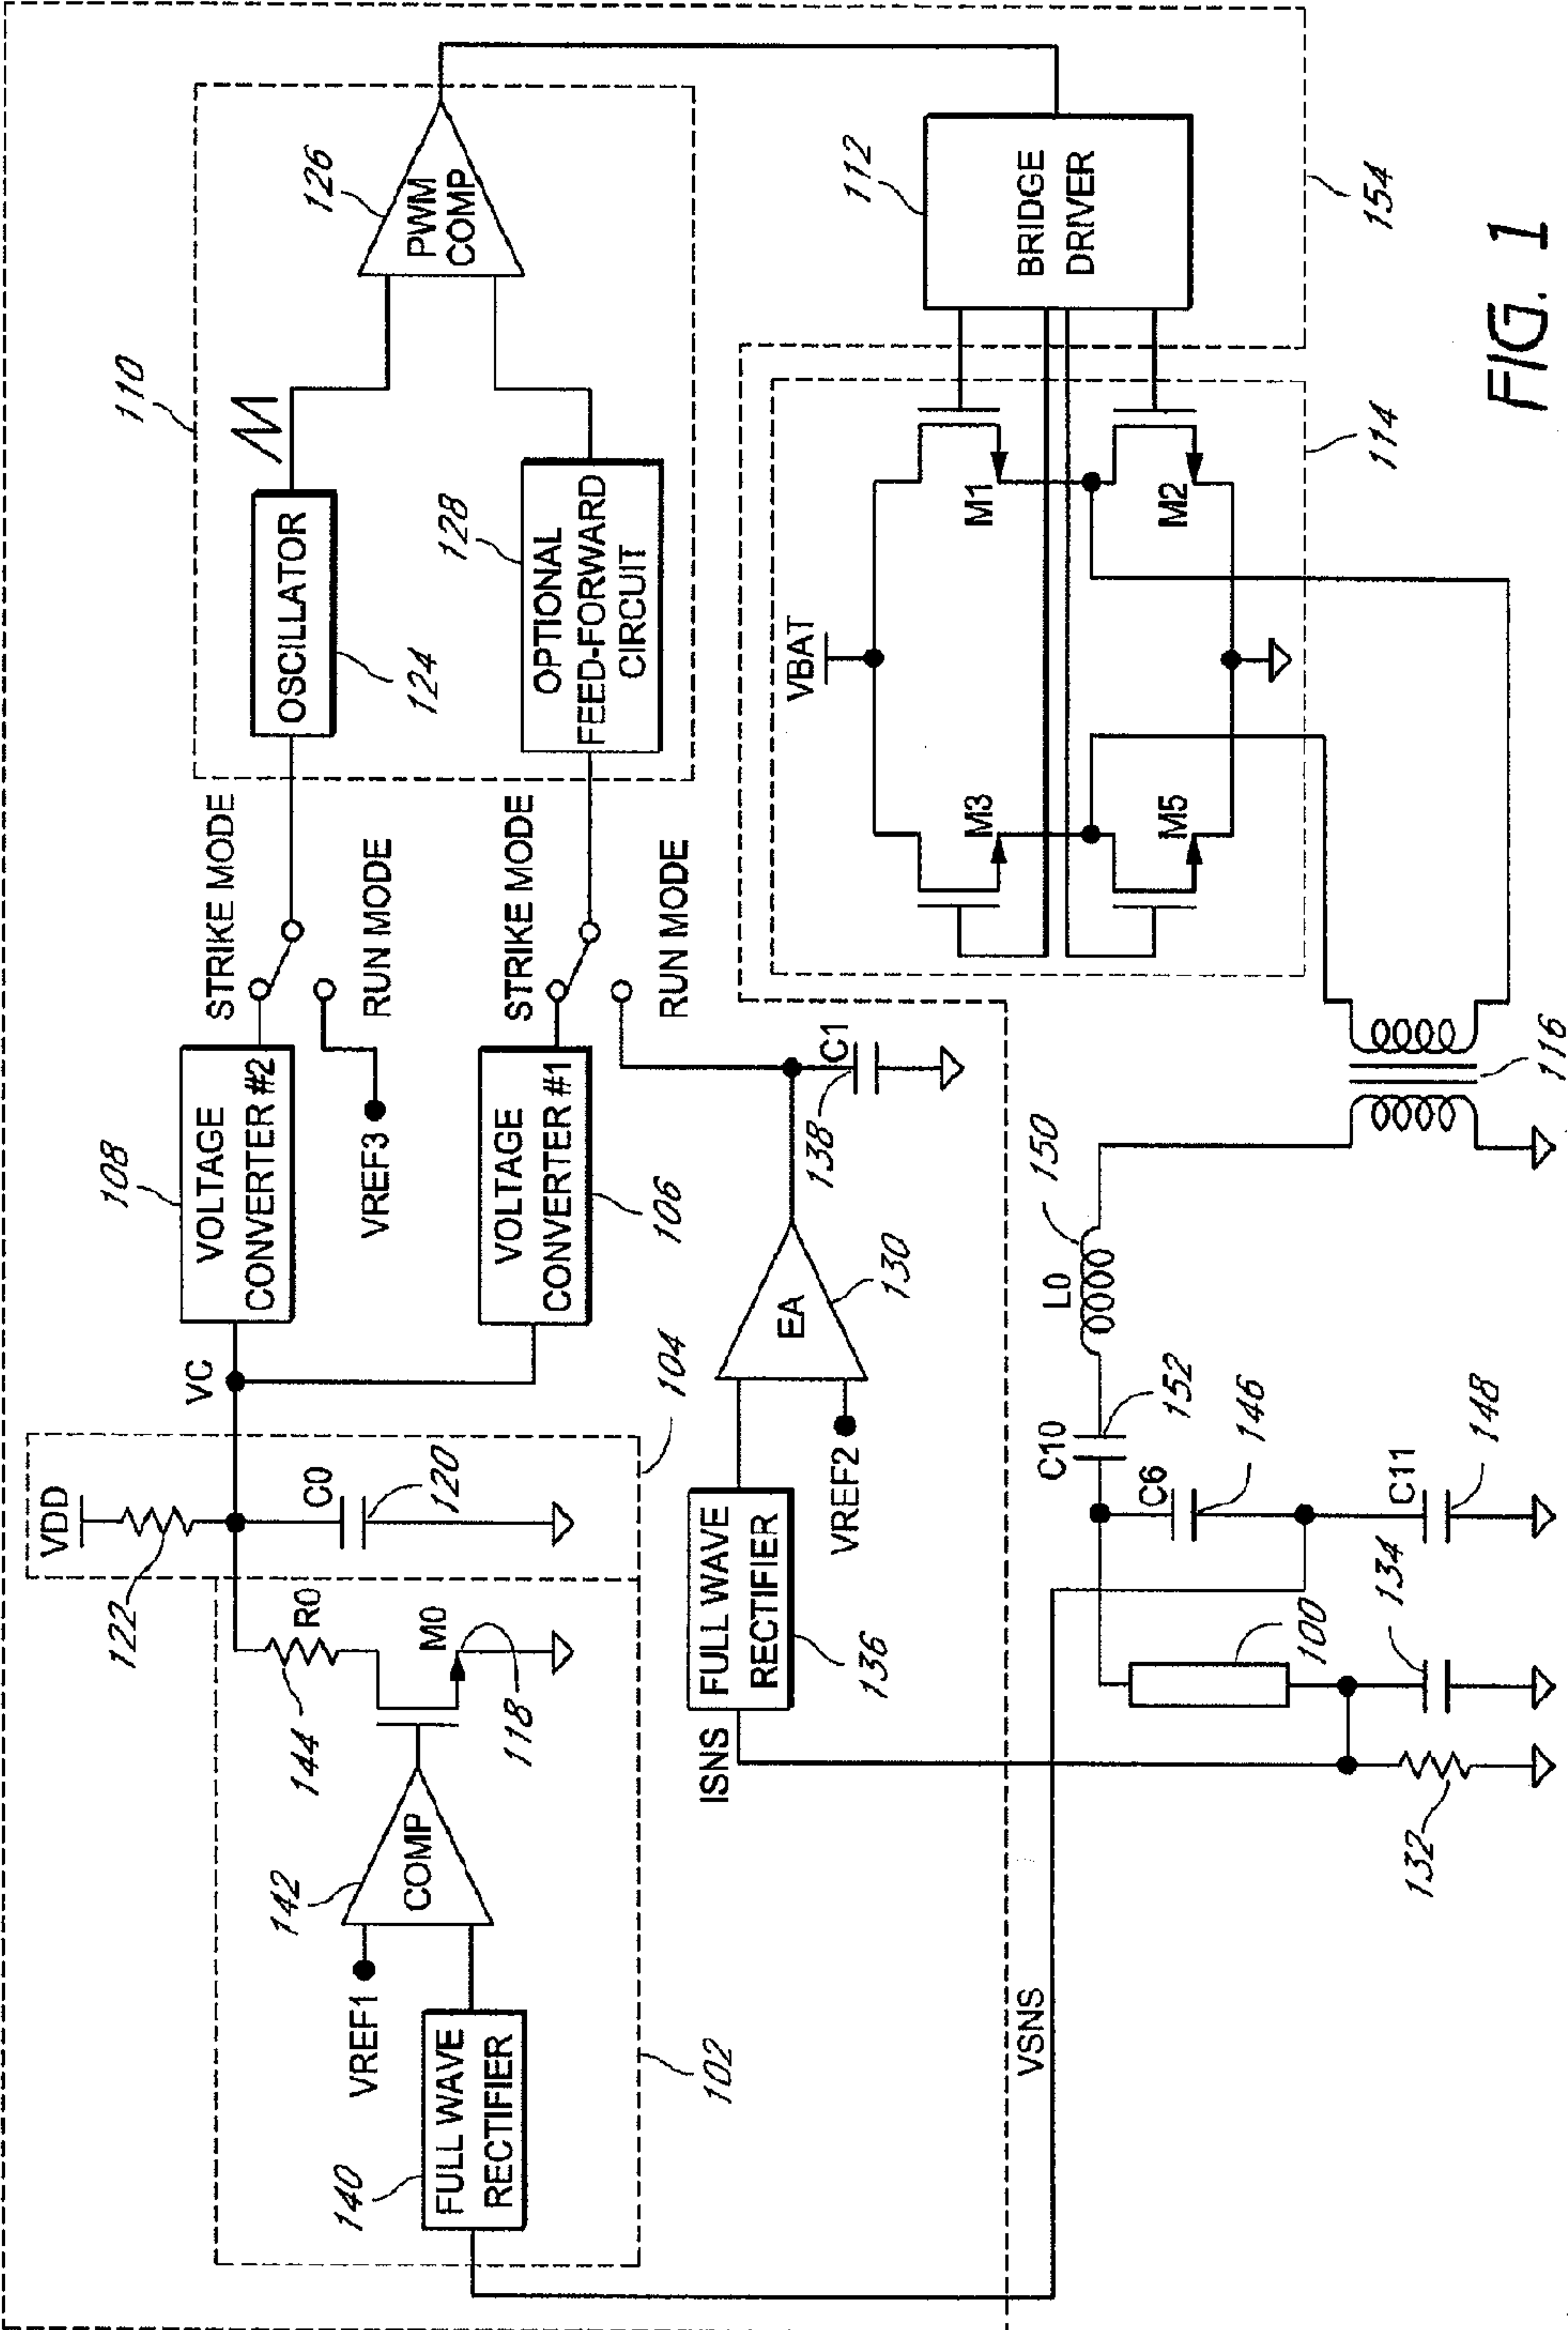 110
126
PWM
COMP
OSCILLATOR
124
128
OPTIONAL
FEED-FORWARD
CIRCUIT
STRIKE MODE
RUN MODE
108
VOLTAGE
CONVERTER #2
VREF3
STRIKE MODE
RUN MODE
VOLTAGE
CONVERTER #1
106
VC
VDD
122
C0
120
104
R0
144
M0
118
142
COMP
VREF1
140
FULL WAVE
RECTIFIER
102
EA
130
138
C1
VREF2
FULL WAVE
RECTIFIER
136
ISNS
VSNS
112
BRIDGE
DRIVER
154
VBAT
M1
M2
M3
M5
114
116
150
L0
C10
152
C6
146
C11
148
100
134
132
FIG. 1